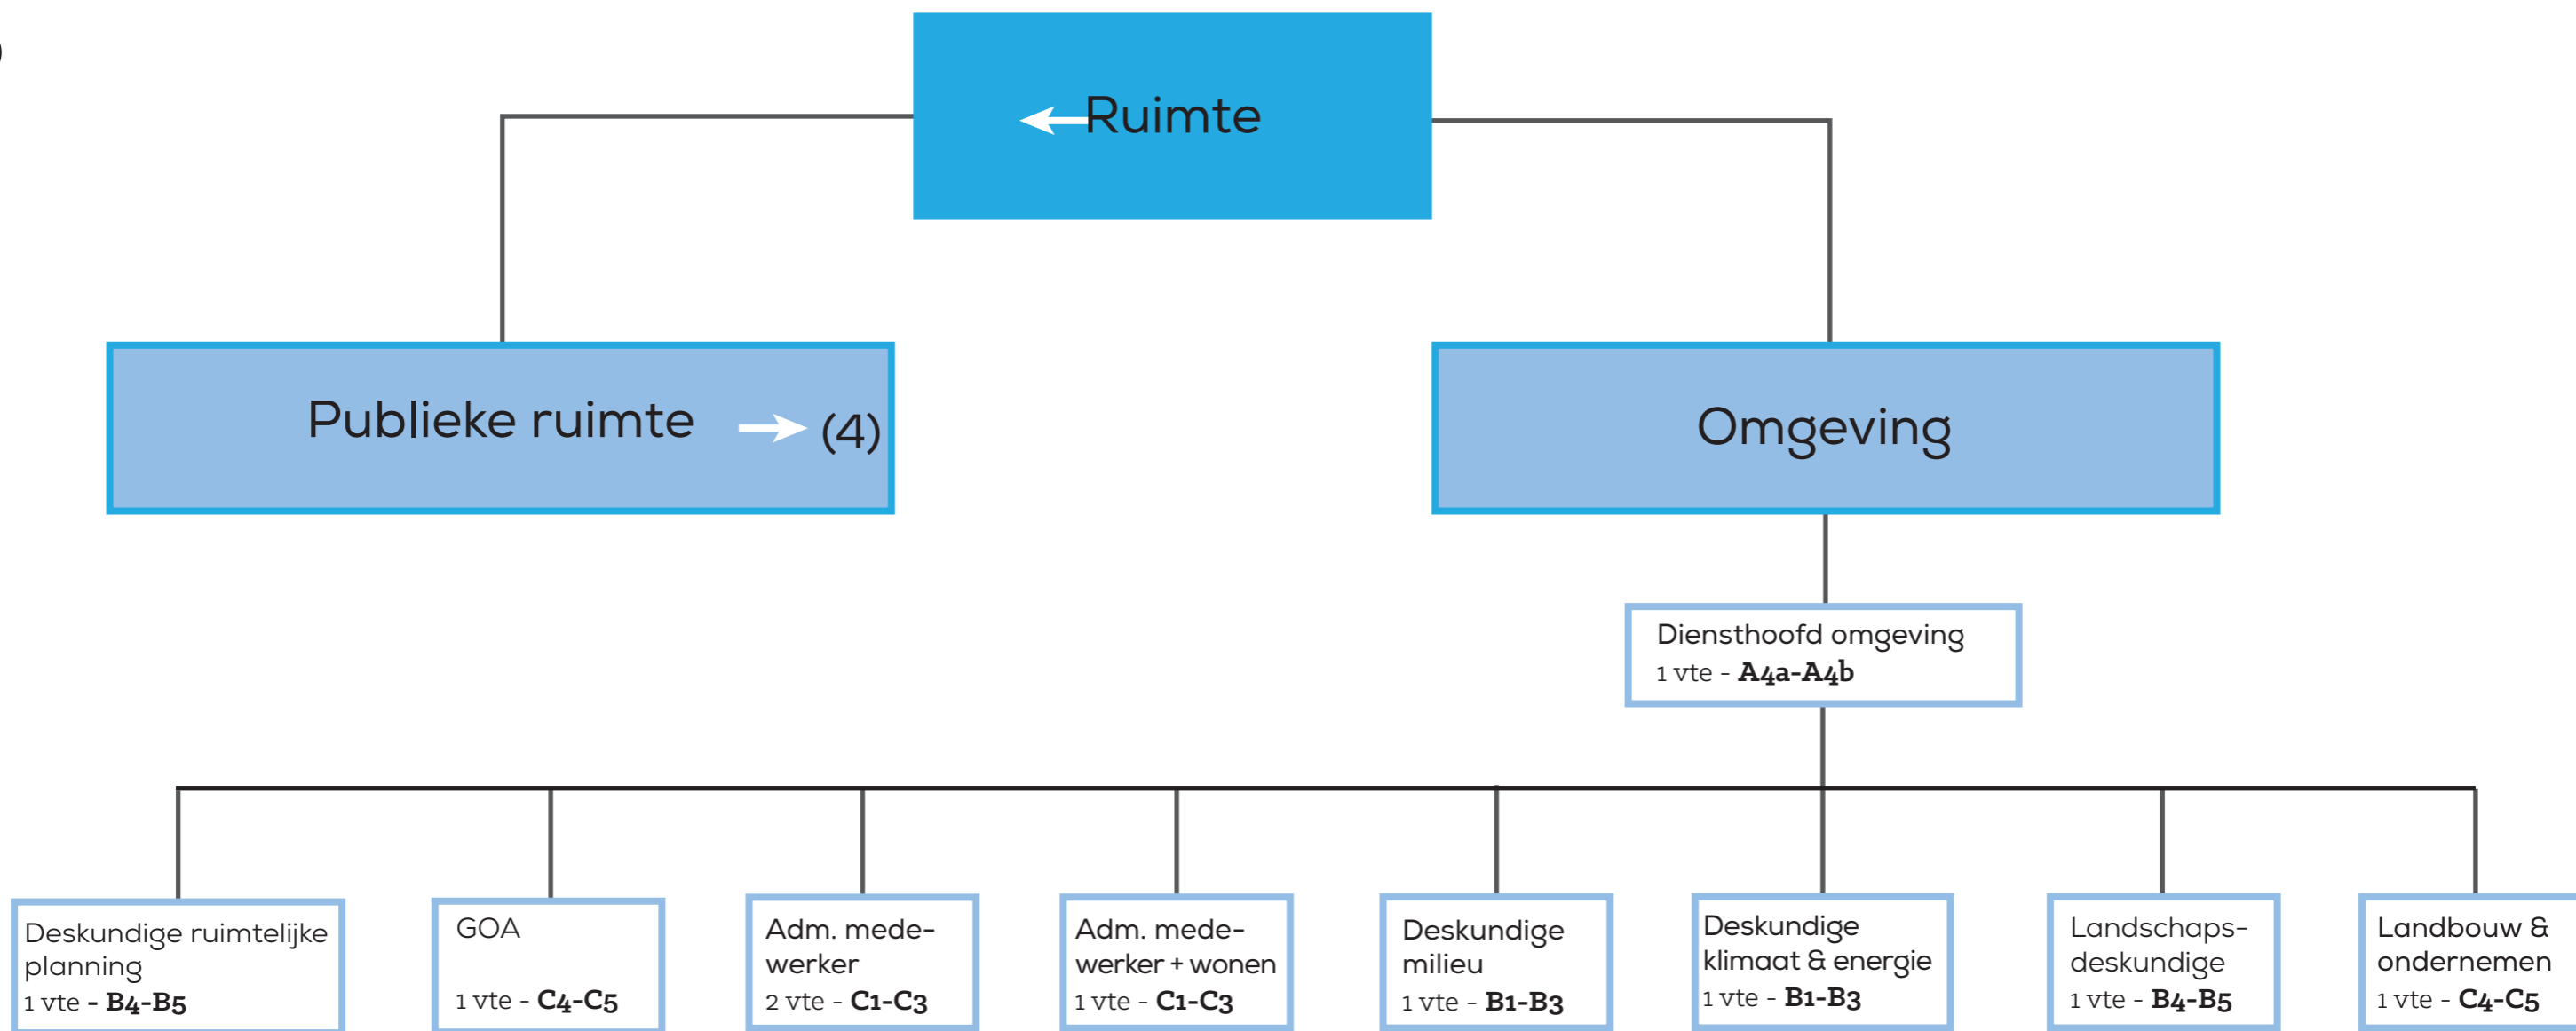 )
Ruimte
Publieke ruimte (4)
Omgeving
Diensthoofd omgeving
1 vte - A4a-A4b
Deskundige ruimtelijke
planning
1 vte - B4-B5
GOA
1 vte - C4-C5
Adm. mede-
werker
2 vte - C1-C3
Adm. mede-
werker + wonen
1 vte - C1-C3
Deskundige
milieu
1 vte - B1-B3
Deskundige
klimaat & energie
1 vte - B1-B3
Landschaps-
deskundige
1 vte - B4-B5
Landbouw &
ondernemen
1 vte - C4-C5